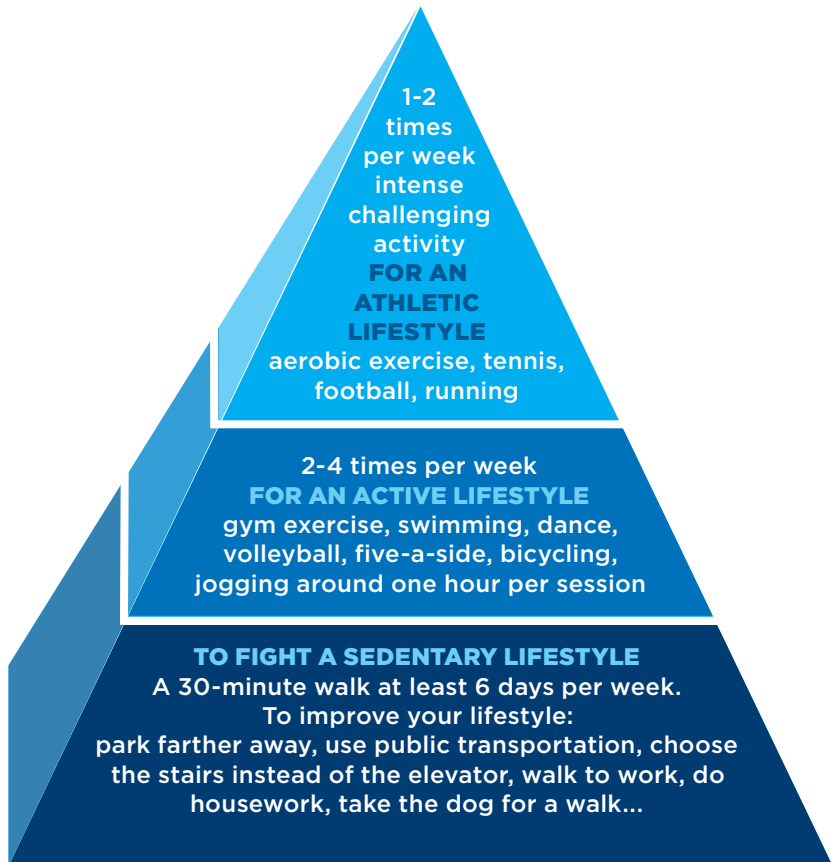 1-2
times
per week
intense
challenging
activity
FOR AN
ATHLETIC
LIFESTYLE
aerobic exercise, tennis,
football, running
2-4 times per week
FOR AN ACTIVE LIFESTYLE
gym exercise, swimming, dance,
volleyball, five-a-side, bicycling,
jogging around one hour per session
TO FIGHT A SEDENTARY LIFESTYLE
A 30-minute walk at least 6 days per week.
To improve your lifestyle:
park farther away, use public transportation, choose
the stairs instead of the elevator, walk to work, do
housework, take the dog for a walk...